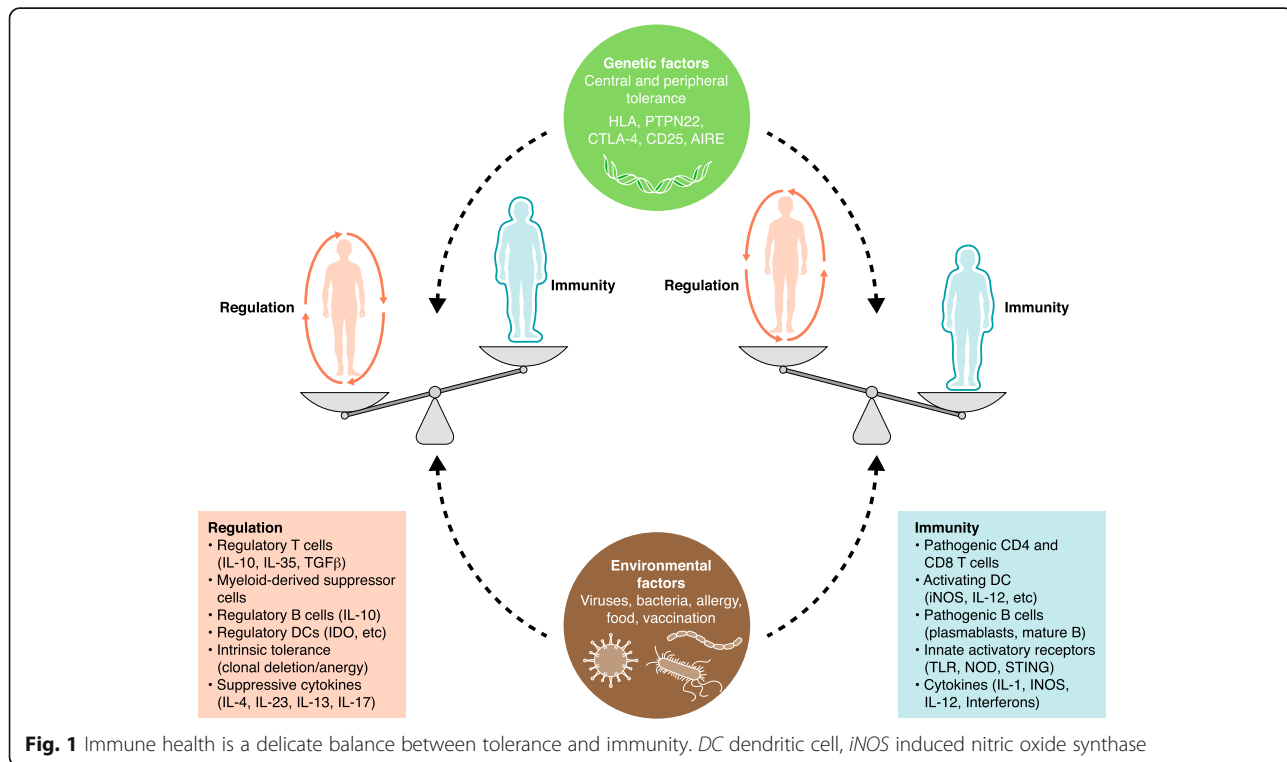 Genetic factors
Central and peripheral
tolerance
HLA, PTPN22,
CTLA-4, CD25, AIRE
Regulation
Immunity
Regulation
Immunity
Regulation
• Regulatory T cells
(IL-10, IL-35, TGFβ)
• Myeloid-derived suppressor
cells
• Regulatory B cells (IL-10)
• Regulatory DCs (IDO, etc)
• Intrinsic tolerance
(clonal deletion/anergy)
• Suppressive cytokines
(IL-4, IL-23, IL-13, IL-17)
Environmental
factors
Viruses, bacteria, allergy,
food, vaccination
Immunity
• Pathogenic CD4 and
CD8 T cells
• Activating DC
(iNOS, IL-12, etc)
• Pathogenic B cells
(plasmablasts, mature B)
• Innate activatory receptors
(TLR, NOD, STING)
• Cytokines (IL-1, INOS,
IL-12, Interferons)
Fig. 1 Immune health is a delicate balance between tolerance and immunity. DC dendritic cell, iNOS induced nitric oxide synthase